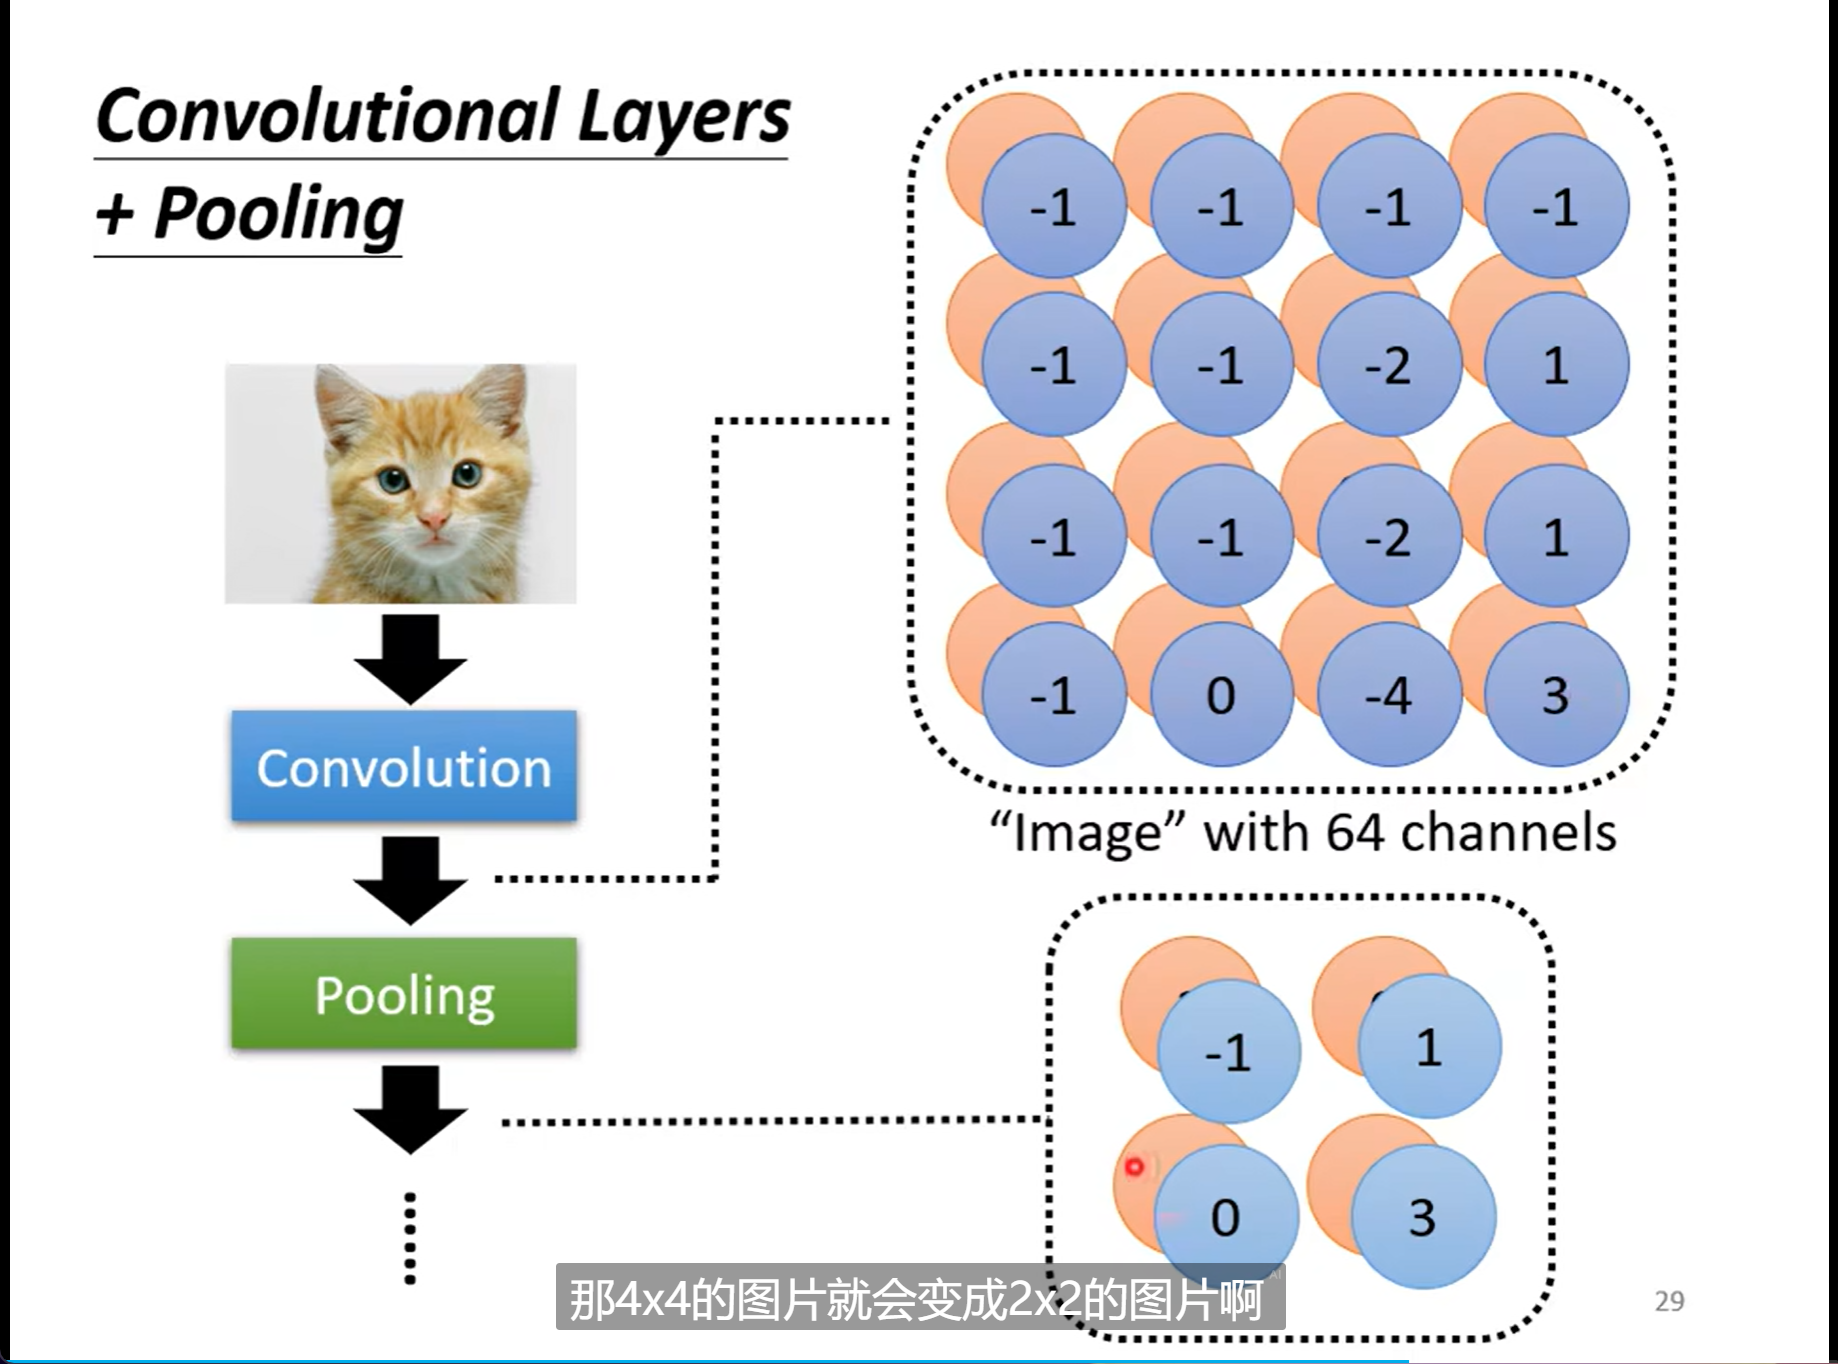 Convolutional Layers
+ Pooling
-1 -1 -1 -1
-1 -1 -2 1
-1 -1 -2 1
-1 0 -4 3
“Image” with 64 channels
Convolution
Pooling
-1 1
0 3
那4x4的图片就会变成2x2的图片啊
29